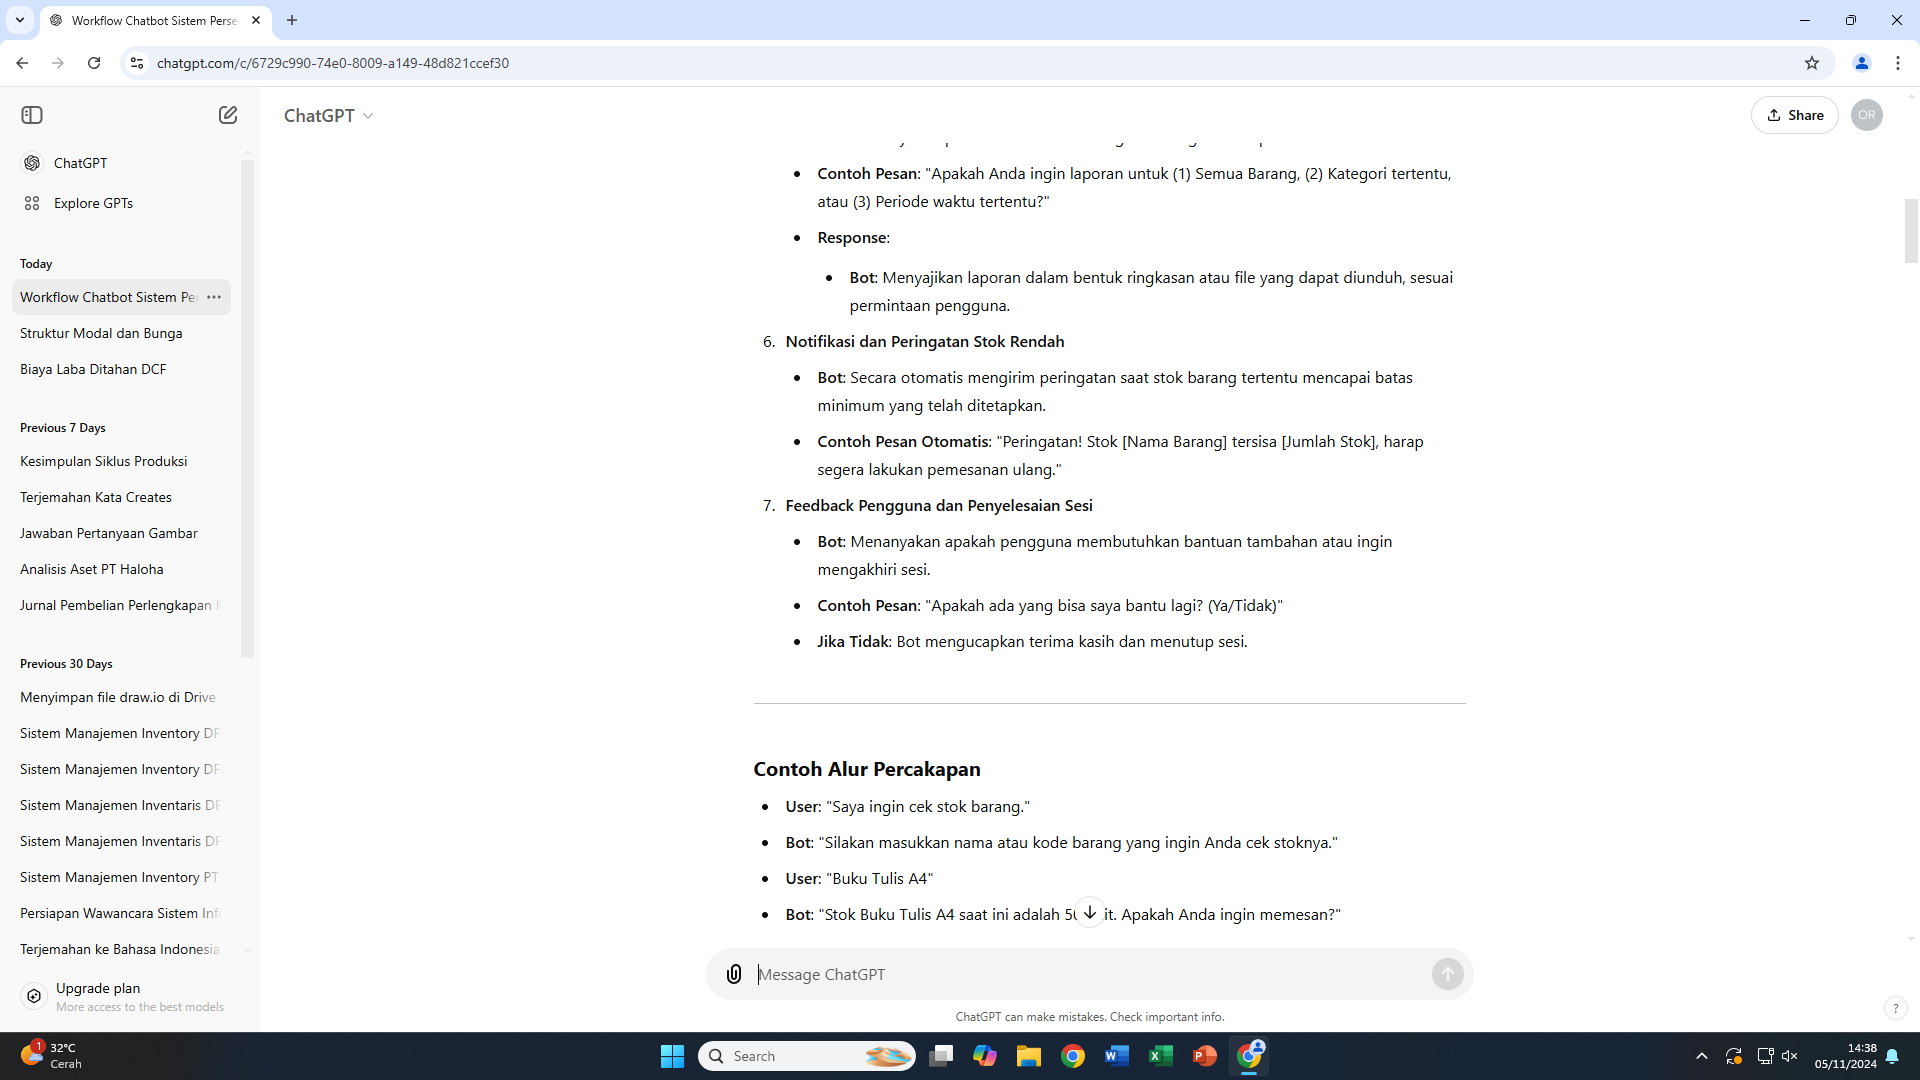 Workflow Chatbot Sistem Perse
chatgpt.com/c/6729c990-74e0-8009-a149-48d821ccef30
ChatGPT
Share
OR
ChatGPT
Explore GPTs
Today
Workflow Chatbot Sistem Per
Struktur Modal dan Bunga
Biaya Laba Ditahan DCF
Previous 7 Days
Kesimpulan Siklus Produksi
Terjemahan Kata Creates
Jawaban Pertanyaan Gambar
Analisis Aset PT Haloha
Jurnal Pembelian Perlengkapan K
Previous 30 Days
Menyimpan file draw.io di Drive
Sistem Manajemen Inventory DF
Sistem Manajemen Inventory DF
Sistem Manajemen Inventaris DF
Sistem Manajemen Inventaris DF
Sistem Manajemen Inventory PT
Persiapan Wawancara Sistem Info
Terjemahan ke Bahasa Indonesia
Upgrade plan
More access to the best models
• Contoh Pesan: "Apakah Anda ingin laporan untuk (1) Semua Barang, (2) Kategori tertentu,
atau (3) Periode waktu tertentu?"
• Response:
• Bot: Menyajikan laporan dalam bentuk ringkasan atau file yang dapat diunduh, sesuai
permintaan pengguna.
6. Notifikasi dan Peringatan Stok Rendah
• Bot: Secara otomatis mengirim peringatan saat stok barang tertentu mencapai batas
minimum yang telah ditetapkan.
• Contoh Pesan Otomatis: "Peringatan! Stok [Nama Barang] tersisa [Jumlah Stok], harap
segera lakukan pemesanan ulang."
7. Feedback Pengguna dan Penyelesaian Sesi
• Bot: Menanyakan apakah pengguna membutuhkan bantuan tambahan atau ingin
mengakhiri sesi.
• Contoh Pesan: "Apakah ada yang bisa saya bantu lagi? (Ya/Tidak)"
• Jika Tidak: Bot mengucapkan terima kasih dan menutup sesi.
Contoh Alur Percakapan
• User: "Saya ingin cek stok barang."
• Bot: "Silakan masukkan nama atau kode barang yang ingin Anda cek stoknya."
• User: "Buku Tulis A4"
• Bot: "Stok Buku Tulis A4 saat ini adalah 50 it. Apakah Anda ingin memesan?"
Message ChatGPT
ChatGPT can make mistakes. Check important info.
?
1
32°C
Cerah
Search
14:38
05/11/2024